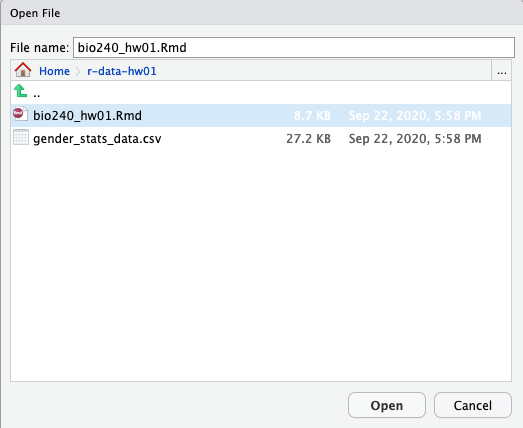 Open File
File name: bio240_hw01.Rmd
Home r-data-hw01 ...
..
bio240_hw01.Rmd 8.7 KB Sep 22, 2020, 5:58 PM
gender_stats_data.csv 27.2 KB Sep 22, 2020, 5:58 PM
Open Cancel